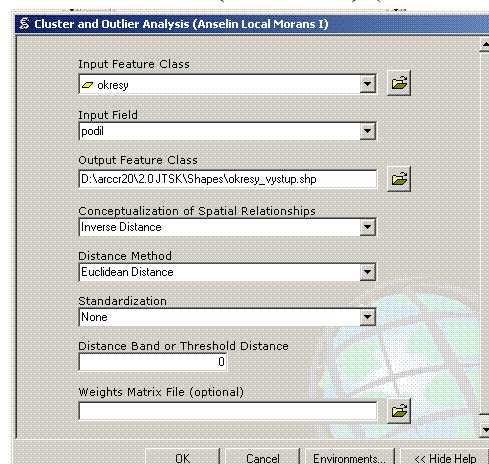 Cluster and Outlier Analysis (Anselin Local Morans I)
Input Feature Class
okresy
Input Field
podil
Output Feature Class
D:\arccr20\2.0 JTSK\Shapes\okresy_vystup.shp
Conceptualization of Spatial Relationships
Inverse Distance
Distance Method
Euclidean Distance
Standardization
None
Distance Band or Threshold Distance
0
Weights Matrix File (optional)
OK Cancel Environments... << Hide Help